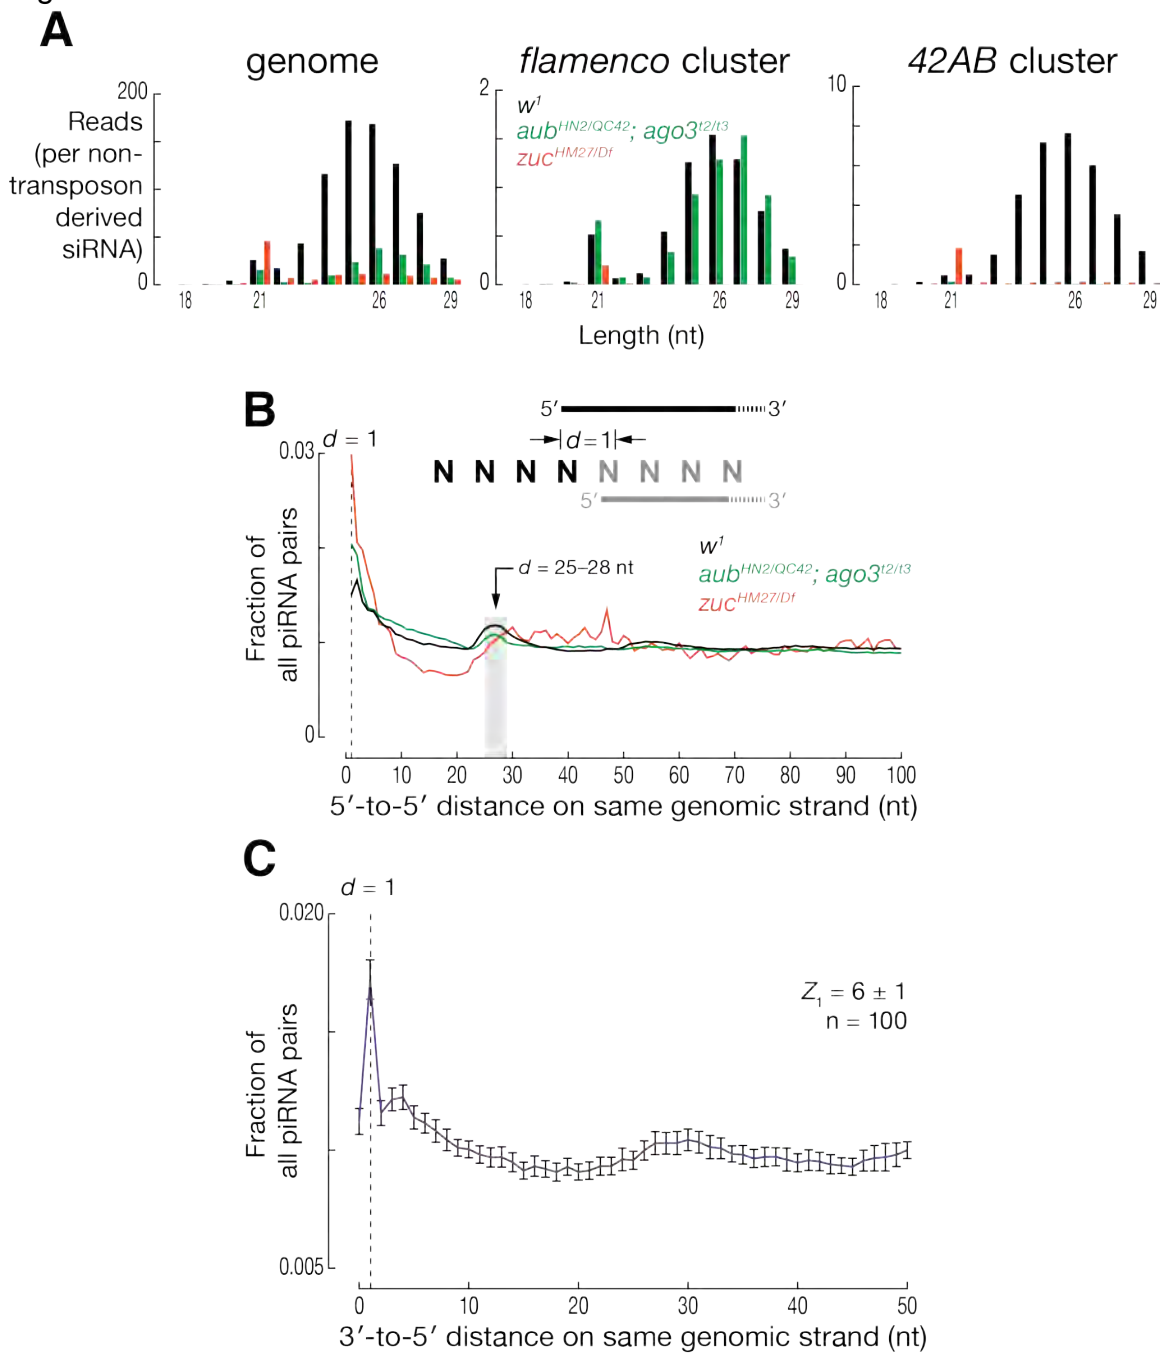 A
genome
flamenco cluster
42AB cluster
200
Reads
(per non-
transposon
derived
siRNA)
0
18 21 26 29
2
w1
aubHN2/QC42; ago3t2/t3
zucHM27/Df
0
18 21 26 29
10
0
18 21 26 29
Length (nt)
B
5′ 3′
d = 1
0.03
d = 1
N N N N N N N N
5′ 3′
w1
aubHN2/QC42; ago3t2/t3
zucHM27/Df
d = 25–28 nt
Fraction of
all piRNA pairs
0
0 10 20 30 40 50 60 70 80 90 100
5′-to-5′ distance on same genomic strand (nt)
C
d = 1
0.020
Z1 = 6 ± 1
n = 100
Fraction of
all piRNA pairs
0.005
0 10 20 30 40 50
3′-to-5′ distance on same genomic strand (nt)